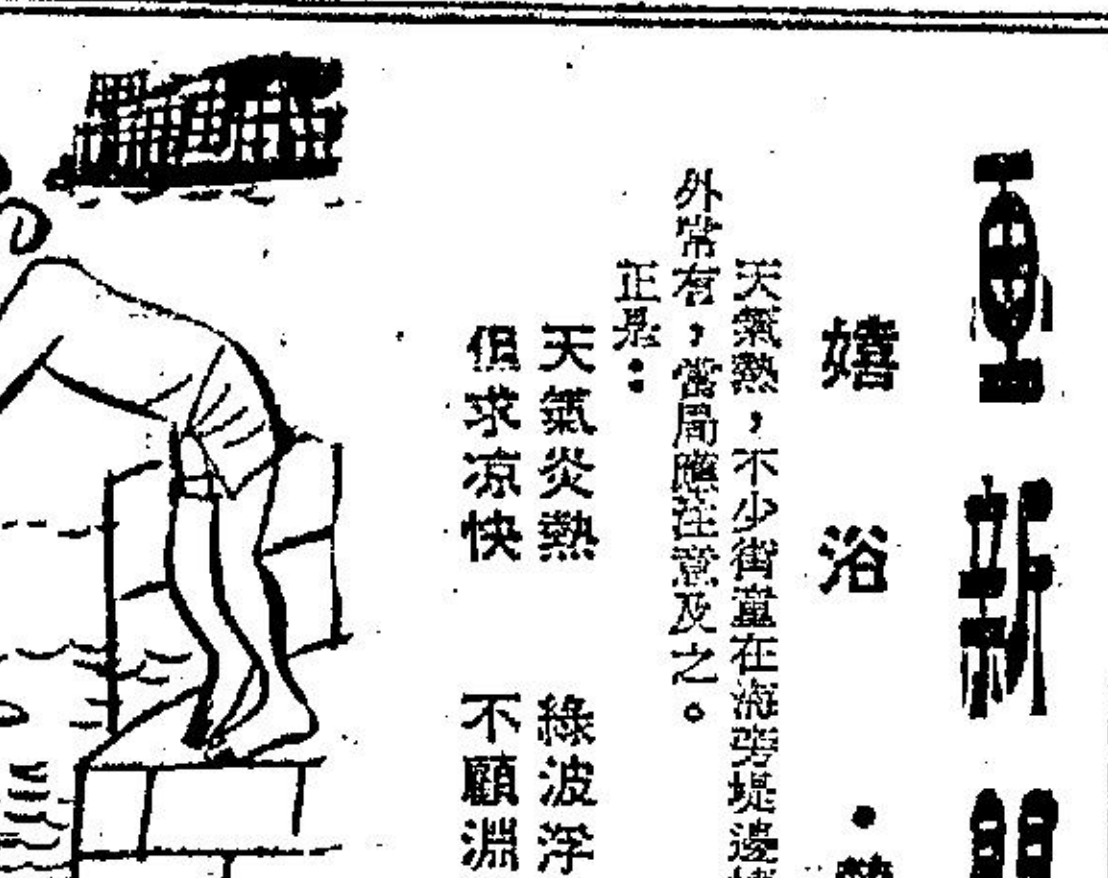 画新聞
嬉浴・
天氣熱，不少街童在海旁堤邊
外常有，當局應注意及之。
正是：
天氣炎熱　綠波浮
但求凉快　不顧淵